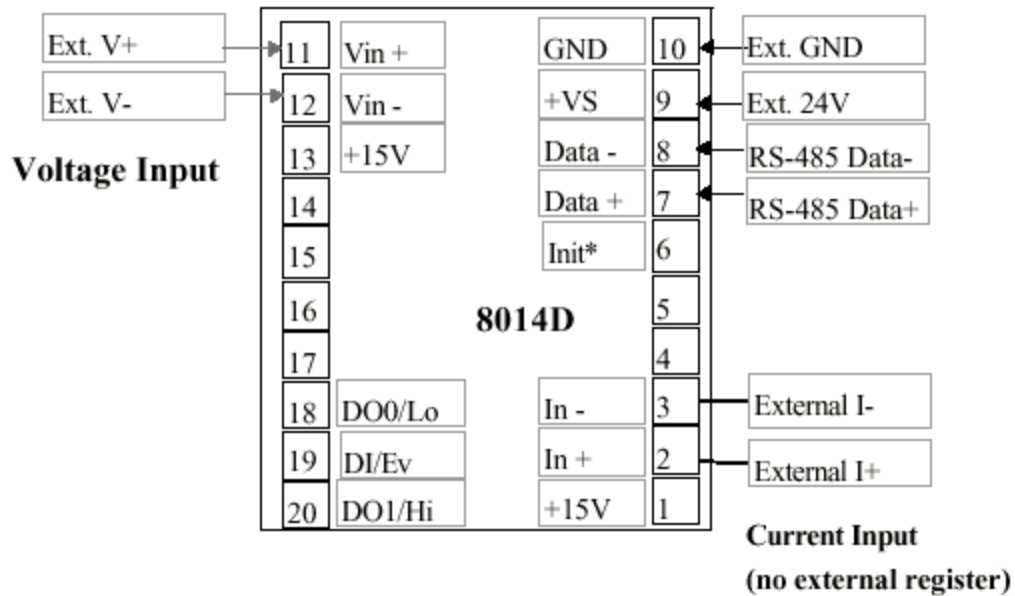 Ext. V+ 11 Vin + GND 10 Ext. GND
Ext. V- 12 Vin - +VS 9 Ext. 24V
13 +15V Data - 8 RS-485 Data-
Voltage Input
14 Data + 7 RS-485 Data+
15 Init* 6
16 8014D 5
17 4
18 DO0/Lo In - 3 External I-
19 DI/Ev In + 2 External I+
20 DO1/Hi +15V 1
Current Input
(no external register)